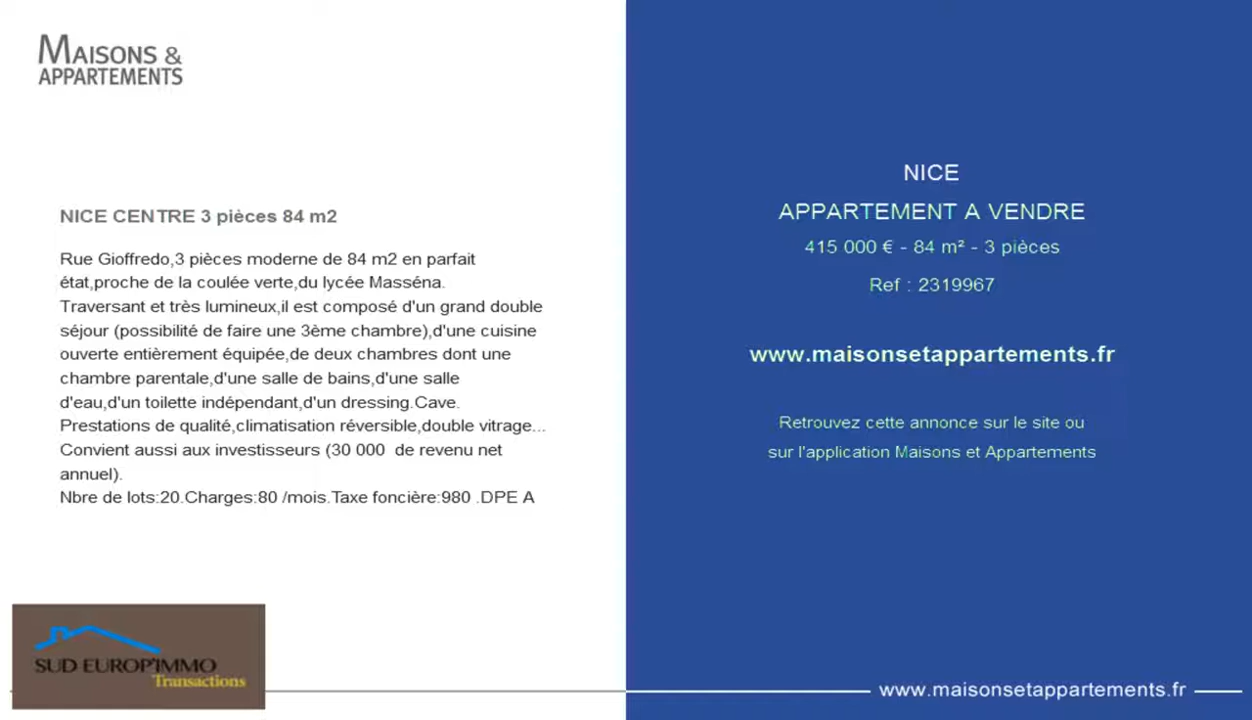 MAISONS &
APPARTEMENTS
NICE CENTRE 3 pièces 84 m2
Rue Gioffredo,3 pièces moderne de 84 m2 en parfait
état,proche de la coulée verte,du lycée Masséna.
Traversant et très lumineux,il est composé d'un grand double
séjour (possibilité de faire une 3ème chambre),d'une cuisine
ouverte entièrement équipée,de deux chambres dont une
chambre parentale,d'une salle de bains,d'une salle
d'eau,d'un toilette indépendant,d'un dressing.Cave.
Prestations de qualité,climatisation réversible,double vitrage...
Convient aussi aux investisseurs (30 000  de revenu net
annuel).
Nbre de lots:20.Charges:80 /mois.Taxe foncière:980 .DPE A
SUD EUROP'IMMO
Transactions
NICE
APPARTEMENT A VENDRE
415 000 € - 84 m² - 3 pièces
Ref : 2319967
www.maisonsetappartements.fr
Retrouvez cette annonce sur le site ou
sur l'application Maisons et Appartements
www.maisonsetappartements.fr